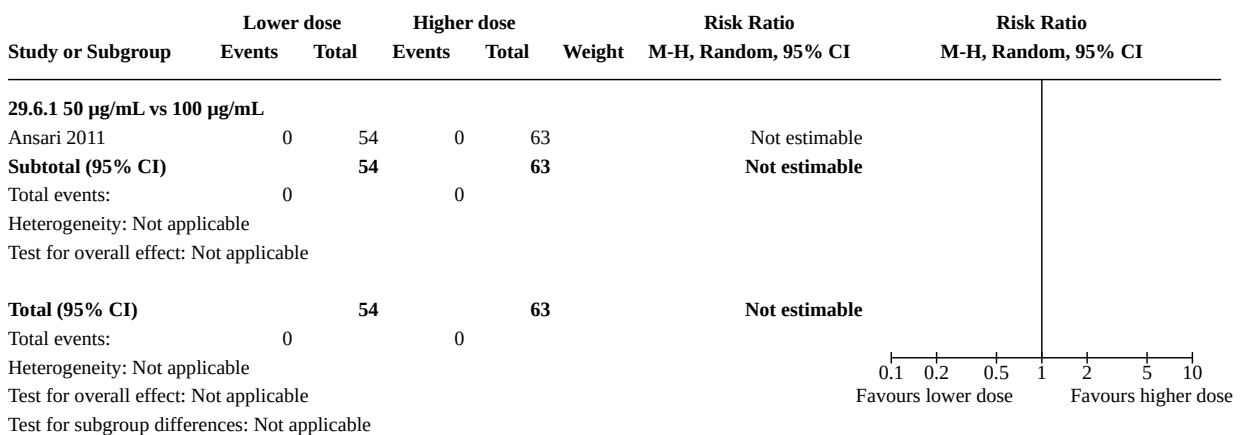 Lower dose Higher dose Risk Ratio Risk Ratio
Study or Subgroup Events Total Events Total Weight M-H, Random, 95% CI M-H, Random, 95% CI
29.6.1 50 µg/mL vs 100 µg/mL
Ansari 2011 0 54 0 63 Not estimable
Subtotal (95% CI) 54 63 Not estimable
Total events: 0 0
Heterogeneity: Not applicable
Test for overall effect: Not applicable
Total (95% CI) 54 63 Not estimable
Total events: 0 0
Heterogeneity: Not applicable
0.1 0.2 0.5 1 2 5 10
Test for overall effect: Not applicable Favours lower dose Favours higher dose
Test for subgroup differences: Not applicable